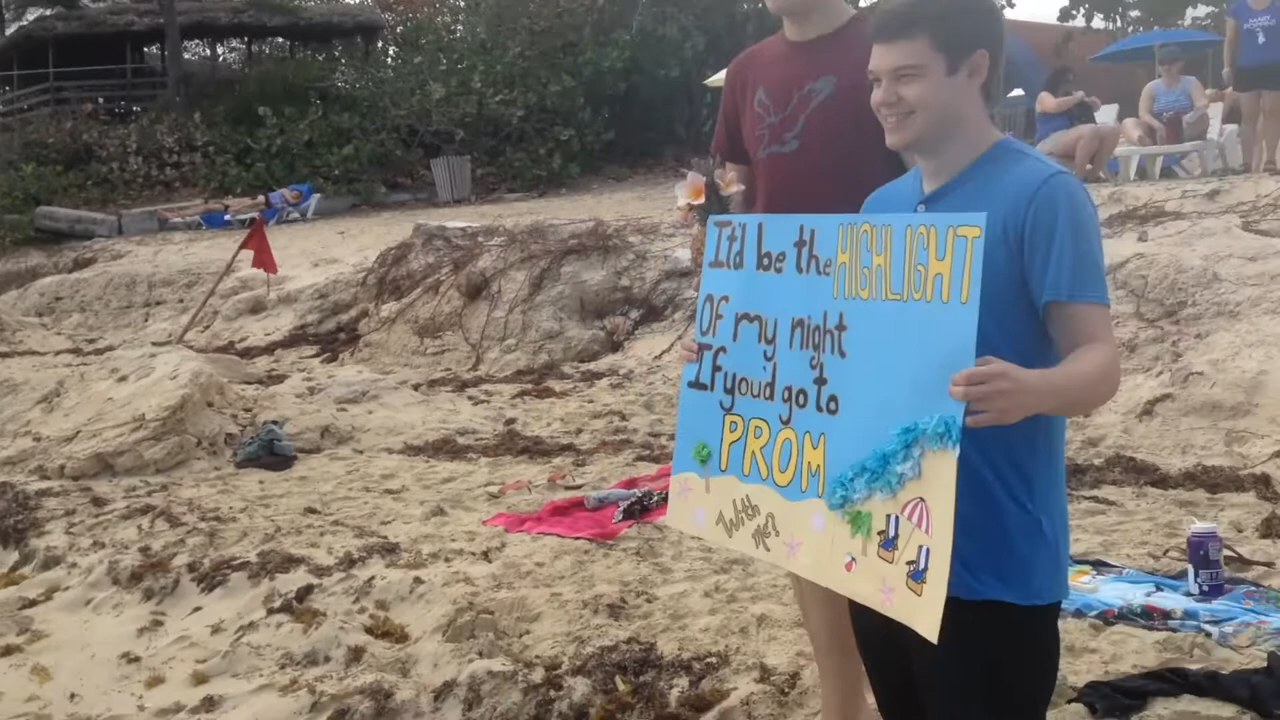 It'd be the HIGHLIGHT
Of my night
If you'd go to
PROM
With
me?